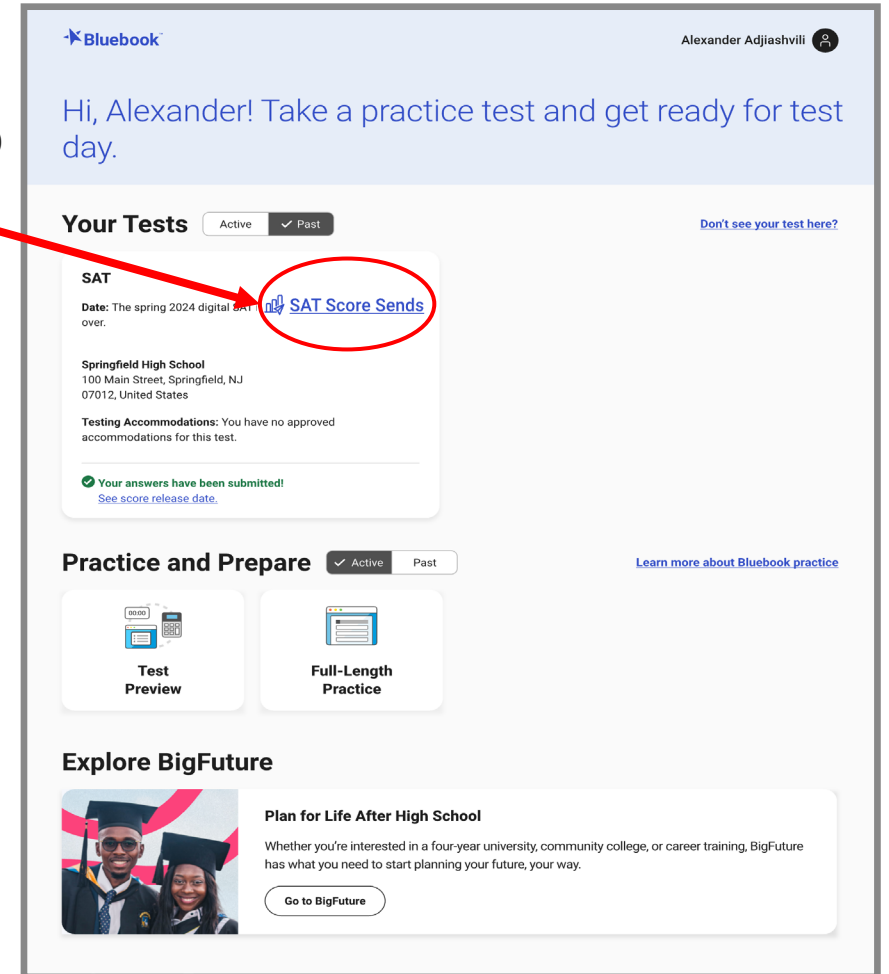 Bluebook™
Alexander Adjiashvili
Hi, Alexander! Take a practice test and get ready for test
day.
)
Your Tests
Active
Past
Don't see your test here?
SAT
Date: The spring 2024 digital
over.
SAT Score Sends
Springfield High School
100 Main Street, Springfield, NJ
07012, United States
Testing Accommodations: You have no approved
accommodations for this test.
Your answers have been submitted!
See score release date.
Practice and Prepare
Active
Past
Learn more about Bluebook practice
00:00
Test
Preview
Full-Length
Practice
Explore BigFuture
Plan for Life After High School
Whether you're interested in a four-year university, community college, or career training, BigFuture
has what you need to start planning your future, your way.
Go to BigFuture